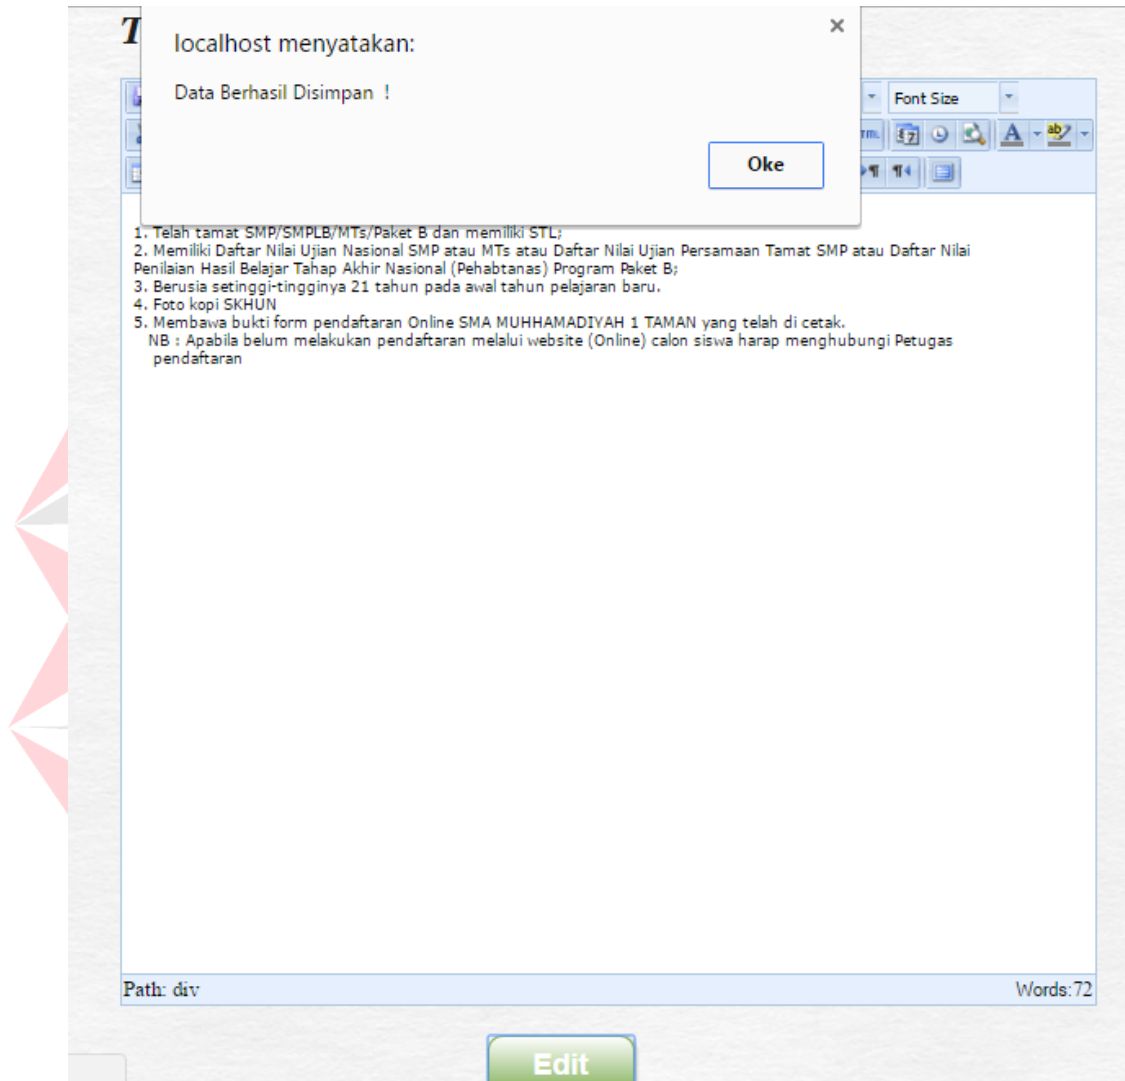 T
localhost menyatakan:
Data Berhasil Disimpan !
Oke
Font Size
1. Telah tamat SMP/SMPLB/MTs/Paket B dan memiliki STL;
2. Memiliki Daftar Nilai Ujian Nasional SMP atau MTs atau Daftar Nilai Ujian Persamaan Tamat SMP atau Daftar Nilai
Penilaian Hasil Belajar Tahap Akhir Nasional (Pehabtanas) Program Paket B;
3. Berusia setinggi-tingginya 21 tahun pada awal tahun pelajaran baru.
4. Foto kopi SKHUN
5. Membawa bukti form pendaftaran Online SMA MUHHAMADIYAH 1 TAMAN yang telah di cetak.
NB : Apabila belum melakukan pendaftaran melalui website (Online) calon siswa harap menghubungi Petugas
pendaftaran
Path: div
Words:72
Edit